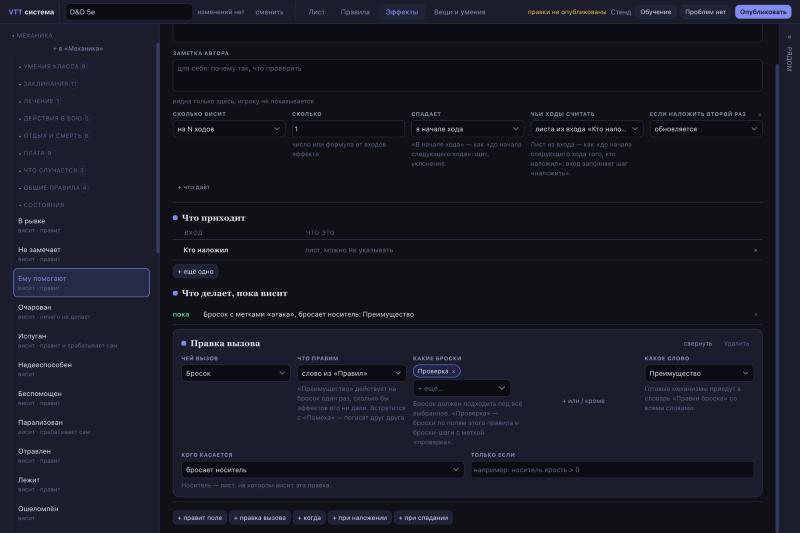 VTT система
D&D 5e
изменений нет
сменить
Лист
Правила
Эффекты
Вещи и умения
правки не опубликованы
Стенд
Обучение
Проблем нет
Опубликовать
МЕХАНИКА
+ в «Механика»
УМЕНИЯ КЛАССА
ЗАКЛИНАНИЯ 11
ЛЕЧЕНИЕ 1
ДЕЙСТВИЯ В БОЮ 5
ОТДЫХ И СМЕРТЬ 6
ПЛАТА 9
ЧТО СЛУЧАЕТСЯ 3
ОБЩИЕ ПРАВИЛА 4
СОСТОЯНИЯ
В рывке
висит · правит
Не замечает
висит · правит
Ему помогают
висит · правит
Очарован
висит · ничего не делает
Испуган
висит · правит и срабатывает сам
Недееспособен
висит
Беспомощен
висит · правит
Парализован
висит · срабатывает сам
Отравлен
висит · правит
Лежит
висит · правит
Ошеломлён
висит
ЗАМЕТКА АВТОРА
для себя: почему так, что проверить
видна только здесь, игроку не показывается
СКОЛЬКО ВИСИТ
на N ходов
СКОЛЬКО
1
число или формула от входов
эффекта
СПАДАЕТ
в начале хода
«В начале хода» — как «до начала
следующего хода»: щит,
уклонение.
ЧЬИ ХОДЫ СЧИТАТЬ
листа из входа «Кто нало...
Лист из входа — как «до начала
следующего хода того, кто
наложил»: вход заполняет шаг
«наложить».
ЕСЛИ НАЛОЖИТЬ ВТОРОЙ РАЗ ×
обновляется
+ что даёт
Что приходит
ВХОД
ЧТО ЭТО
Кто наложил
лист, можно не указывать
×
+ ещё одно
Что делает, пока висит
пока
Бросок с метками «атака», бросает носитель: Преимущество
×
Правка вызова
свернуть
Удалить
ЧЕЙ ВЫЗОВ
Бросок
ЧТО ПРАВИМ
слово из «Правил»
«Преимущество» действует на
бросок один раз, сколько бы
эффектов его ни дали. Встретится
с «Помеха» — погасят друг друга.
КАКИЕ БРОСКИ
Проверка ×
+ ещё...
Бросок должен подходить под всё
выбранное. «Проверка» —
броски по полям этого правила и
броски-шаги с меткой
«проверка».
+ или / кроме
КАКОЕ СЛОВО
Преимущество
Готовые механизмы приедут в
словарь «Правки броска» со
всеми словами.
КОГО КАСАЕТСЯ
бросает носитель
Носитель — лист, на котором висит эта правка.
ТОЛЬКО ЕСЛИ
например: носитель.ярость > 0
+ правит поле
+ правка вызова
+ когда
+ при наложении
+ при спадании
«
РЯДОМ